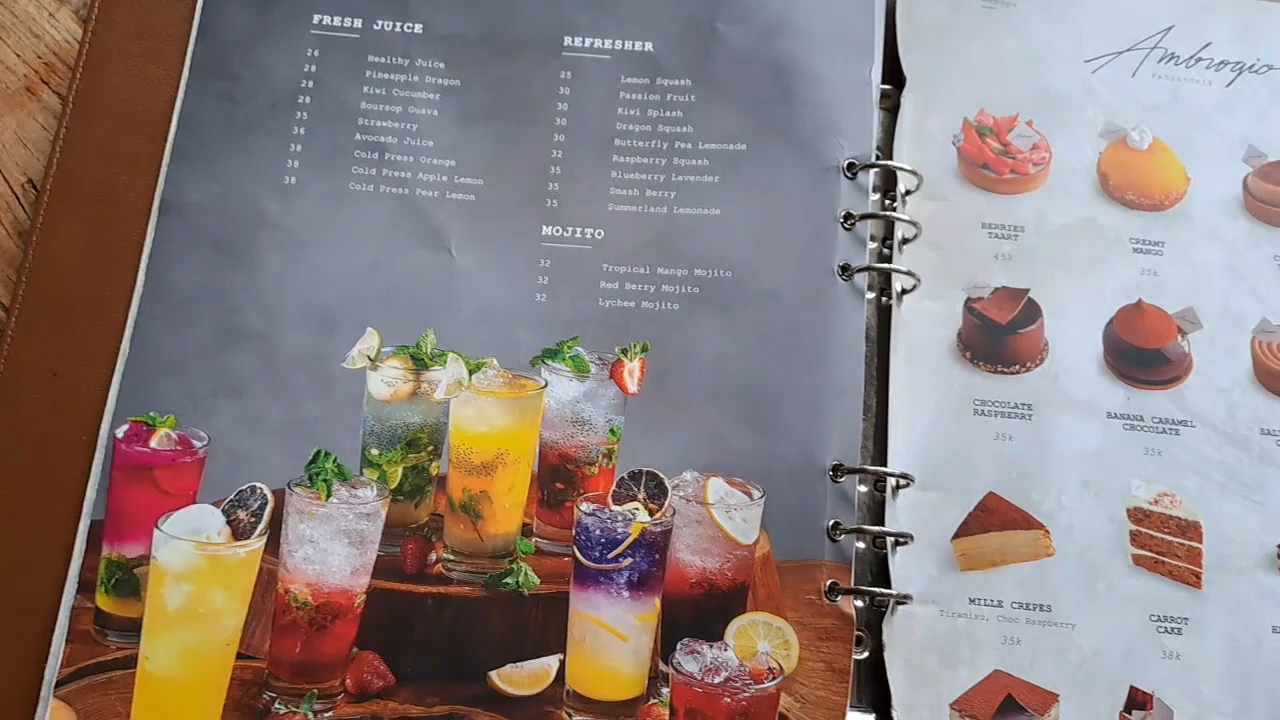 FRESH JUICE
26 Healthy Juice
28 Pineapple Dragon
28 Kiwi Cucumber
28 Soursop Guava
35 Strawberry
36 Avocado Juice
38 Cold Press Orange
38 Cold Press Apple Lemon
38 Cold Press Pear Lemon
REFRESHER
25 Lemon Squash
30 Passion Fruit
30 Kiwi Splash
30 Dragon Squash
30 Butterfly Pea Lemonade
32 Raspberry Squash
35 Blueberry Lavender
35 Smash Berry
35 Summerland Lemonade
MOJITO
32 Tropical Mango Mojito
32 Red Berry Mojito
32 Lychee Mojito
Ambrogio
Patisserie
BERRIES
TAART
45k
CREAMY
MANGO
35k
CHOCOLATE
RASPBERRY
35k
BANANA CARAMEL
CHOCOLATE
35k
MILLE CREPES
Tiramisu, Choc Raspberry
35k
CARROT
CAKE
38k